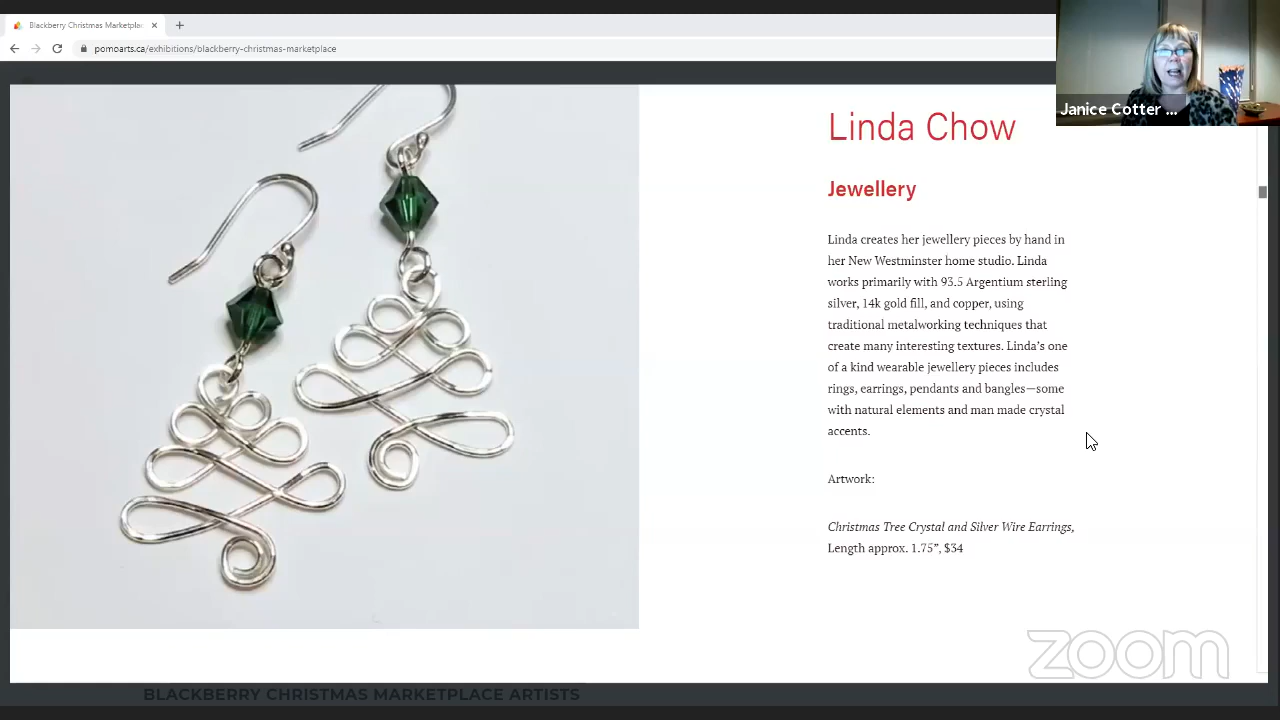 Blackberry Christmas Marketplac
pomoarts.ca/exhibitions/blackberry-christmas-marketplace
Janice Cotter ...
Linda Chow
Jewellery
Linda creates her jewellery pieces by hand in
her New Westminster home studio. Linda
works primarily with 93.5 Argentium sterling
silver, 14k gold fill, and copper, using
traditional metalworking techniques that
create many interesting textures. Linda's one
of a kind wearable jewellery pieces includes
rings, earrings, pendants and bangles—some
with natural elements and man made crystal
accents.
Artwork:
Christmas Tree Crystal and Silver Wire Earrings,
Length approx. 1.75”, $34
zoom
BLACKBERRY CHRISTMAS MARKETPLACE ARTISTS